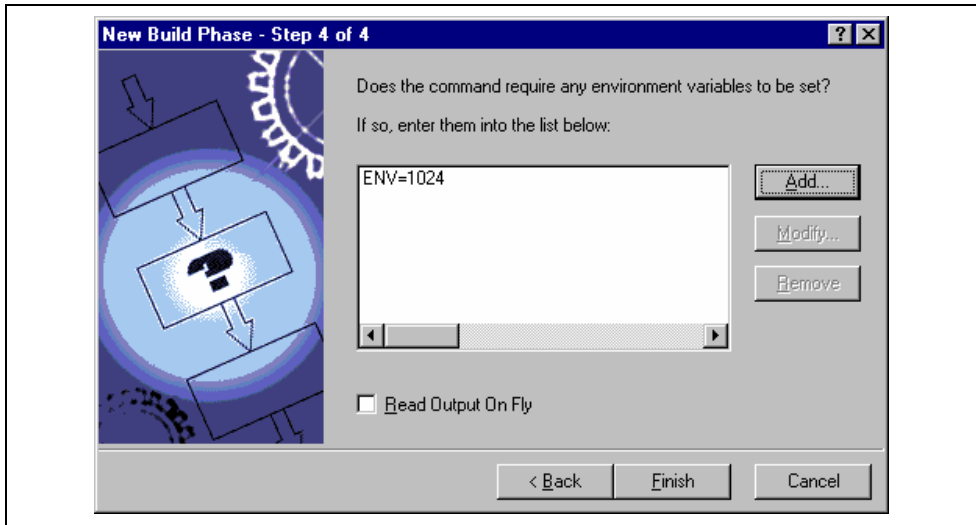 New Build Phase - Step 4 of 4
Does the command require any environment variables to be set?
If so, enter them into the list below:
ENV=1024
Add...
Modify...
Remove
Read Output On Fly
< Back
Finish
Cancel